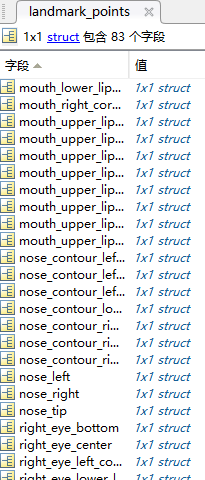 landmark_points
1x1 struct 包含 83 个字段
字段 值
mouth_lower_lip... 1x1 struct
mouth_right_cor... 1x1 struct
mouth_upper_lip... 1x1 struct
mouth_upper_lip... 1x1 struct
mouth_upper_lip... 1x1 struct
mouth_upper_lip... 1x1 struct
mouth_upper_lip... 1x1 struct
mouth_upper_lip... 1x1 struct
mouth_upper_lip... 1x1 struct
mouth_upper_lip... 1x1 struct
nose_contour_lef... 1x1 struct
nose_contour_lef... 1x1 struct
nose_contour_lef... 1x1 struct
nose_contour_lo... 1x1 struct
nose_contour_ri... 1x1 struct
nose_contour_ri... 1x1 struct
nose_contour_ri... 1x1 struct
nose_left 1x1 struct
nose_right 1x1 struct
nose_tip 1x1 struct
right_eye_bottom 1x1 struct
right_eye_center 1x1 struct
right_eye_left_co... 1x1 struct
right_eye_lower_l... 1x1 struct